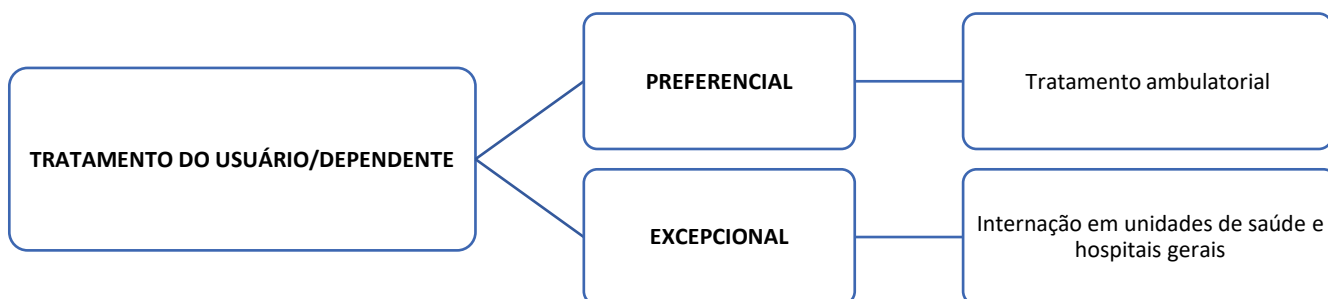 TRATAMENTO DO USUÁRIO/DEPENDENTE
PREFERENCIAL
Tratamento ambulatorial
EXCEPCIONAL
Internação em unidades de saúde e
hospitais gerais